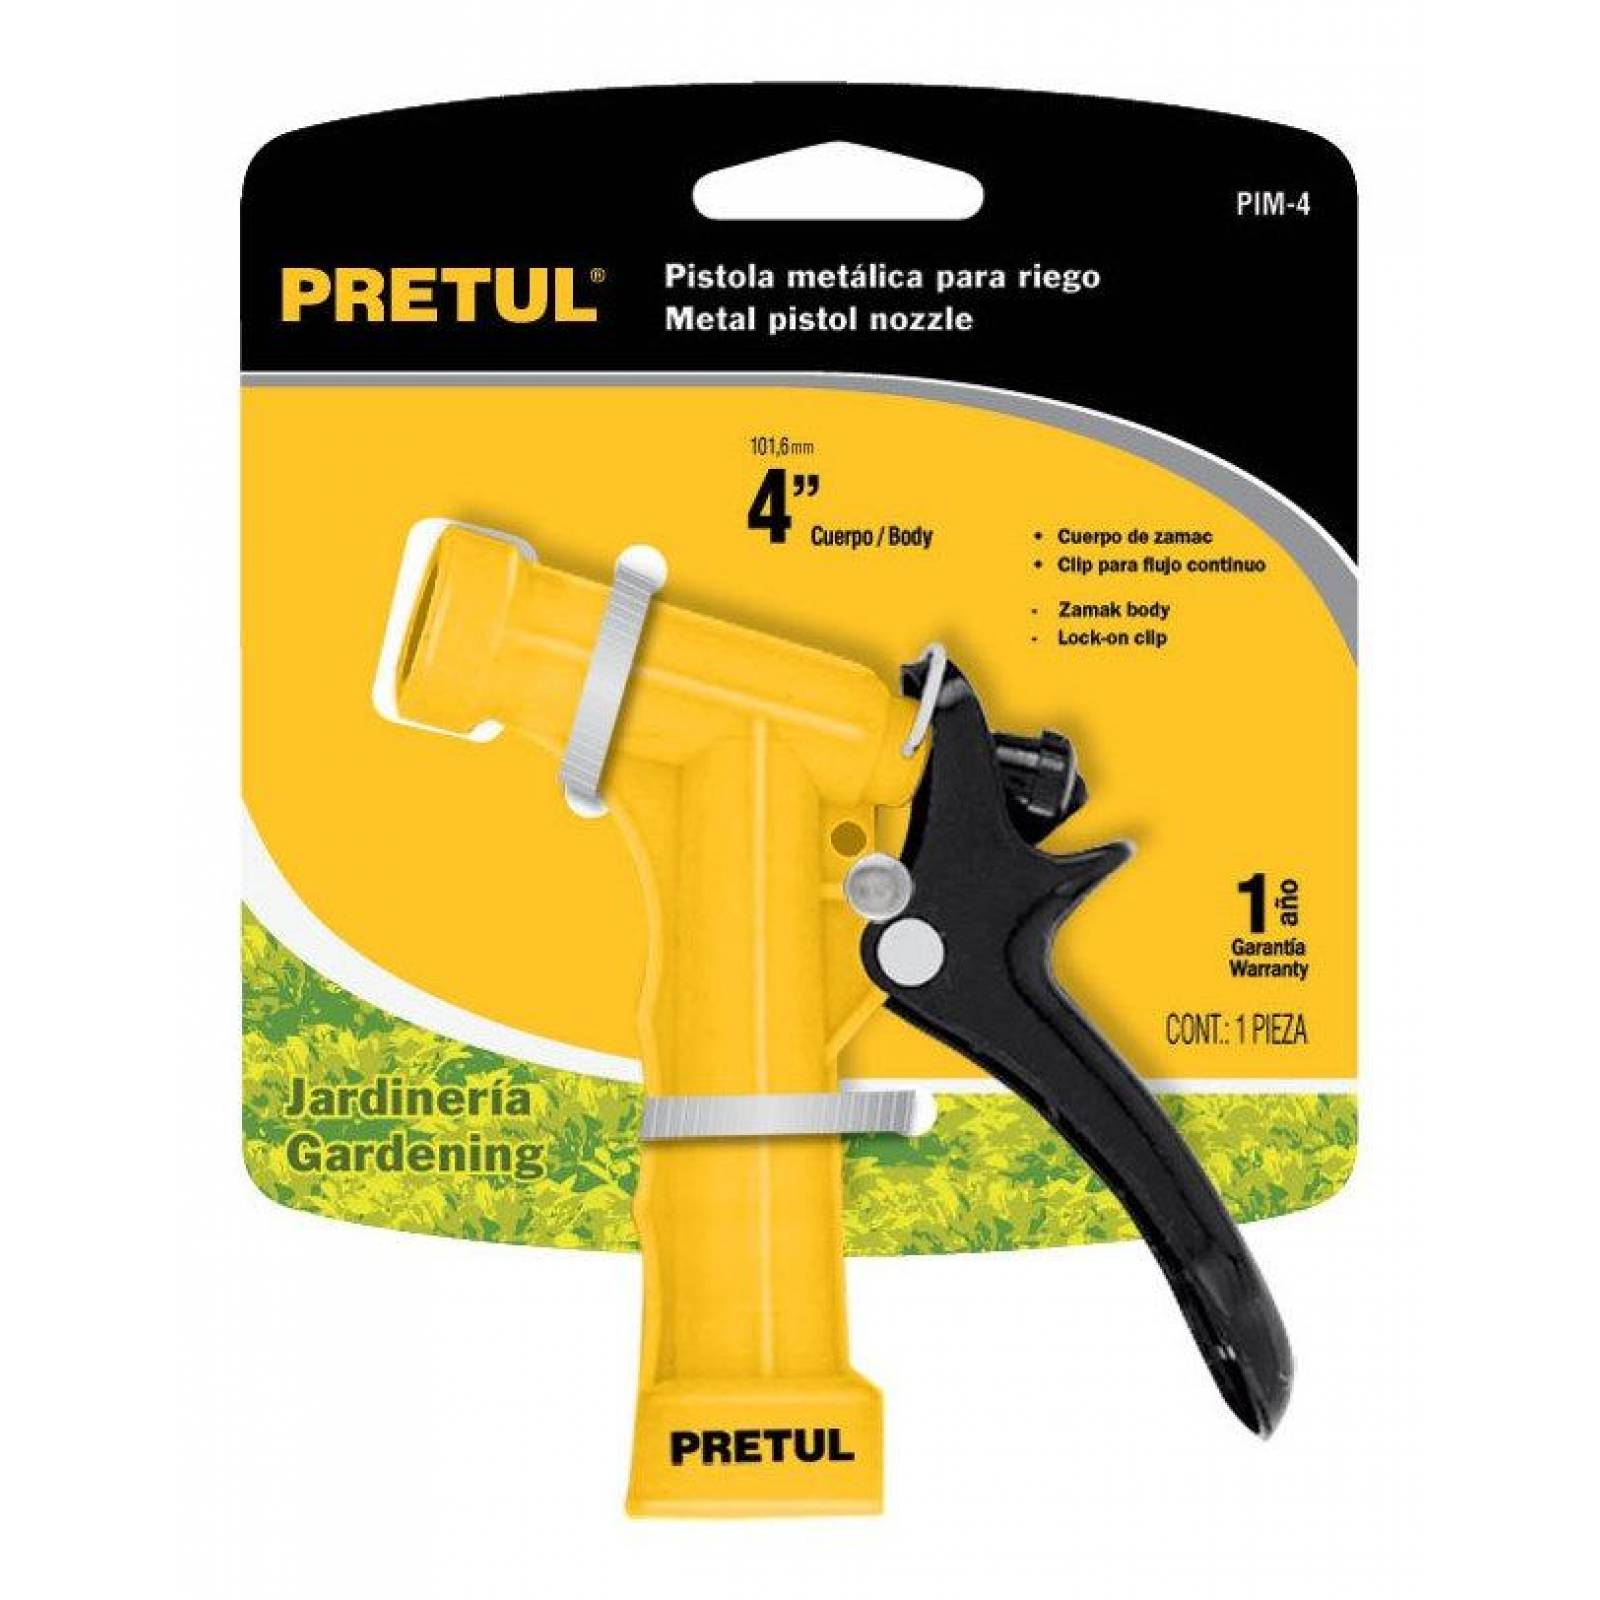 PIM-4
PRETUL®
Pistola metálica para riego
Metal pistol nozzle
101,6mm
4”
Cuerpo / Body
• Cuerpo de zamac
• Clip para flujo continuo
- Zamak body
- Lock-on clip
1 año
Garantía
Warranty
CONT.: 1 PIEZA
Jardinería
Gardening
PRETUL